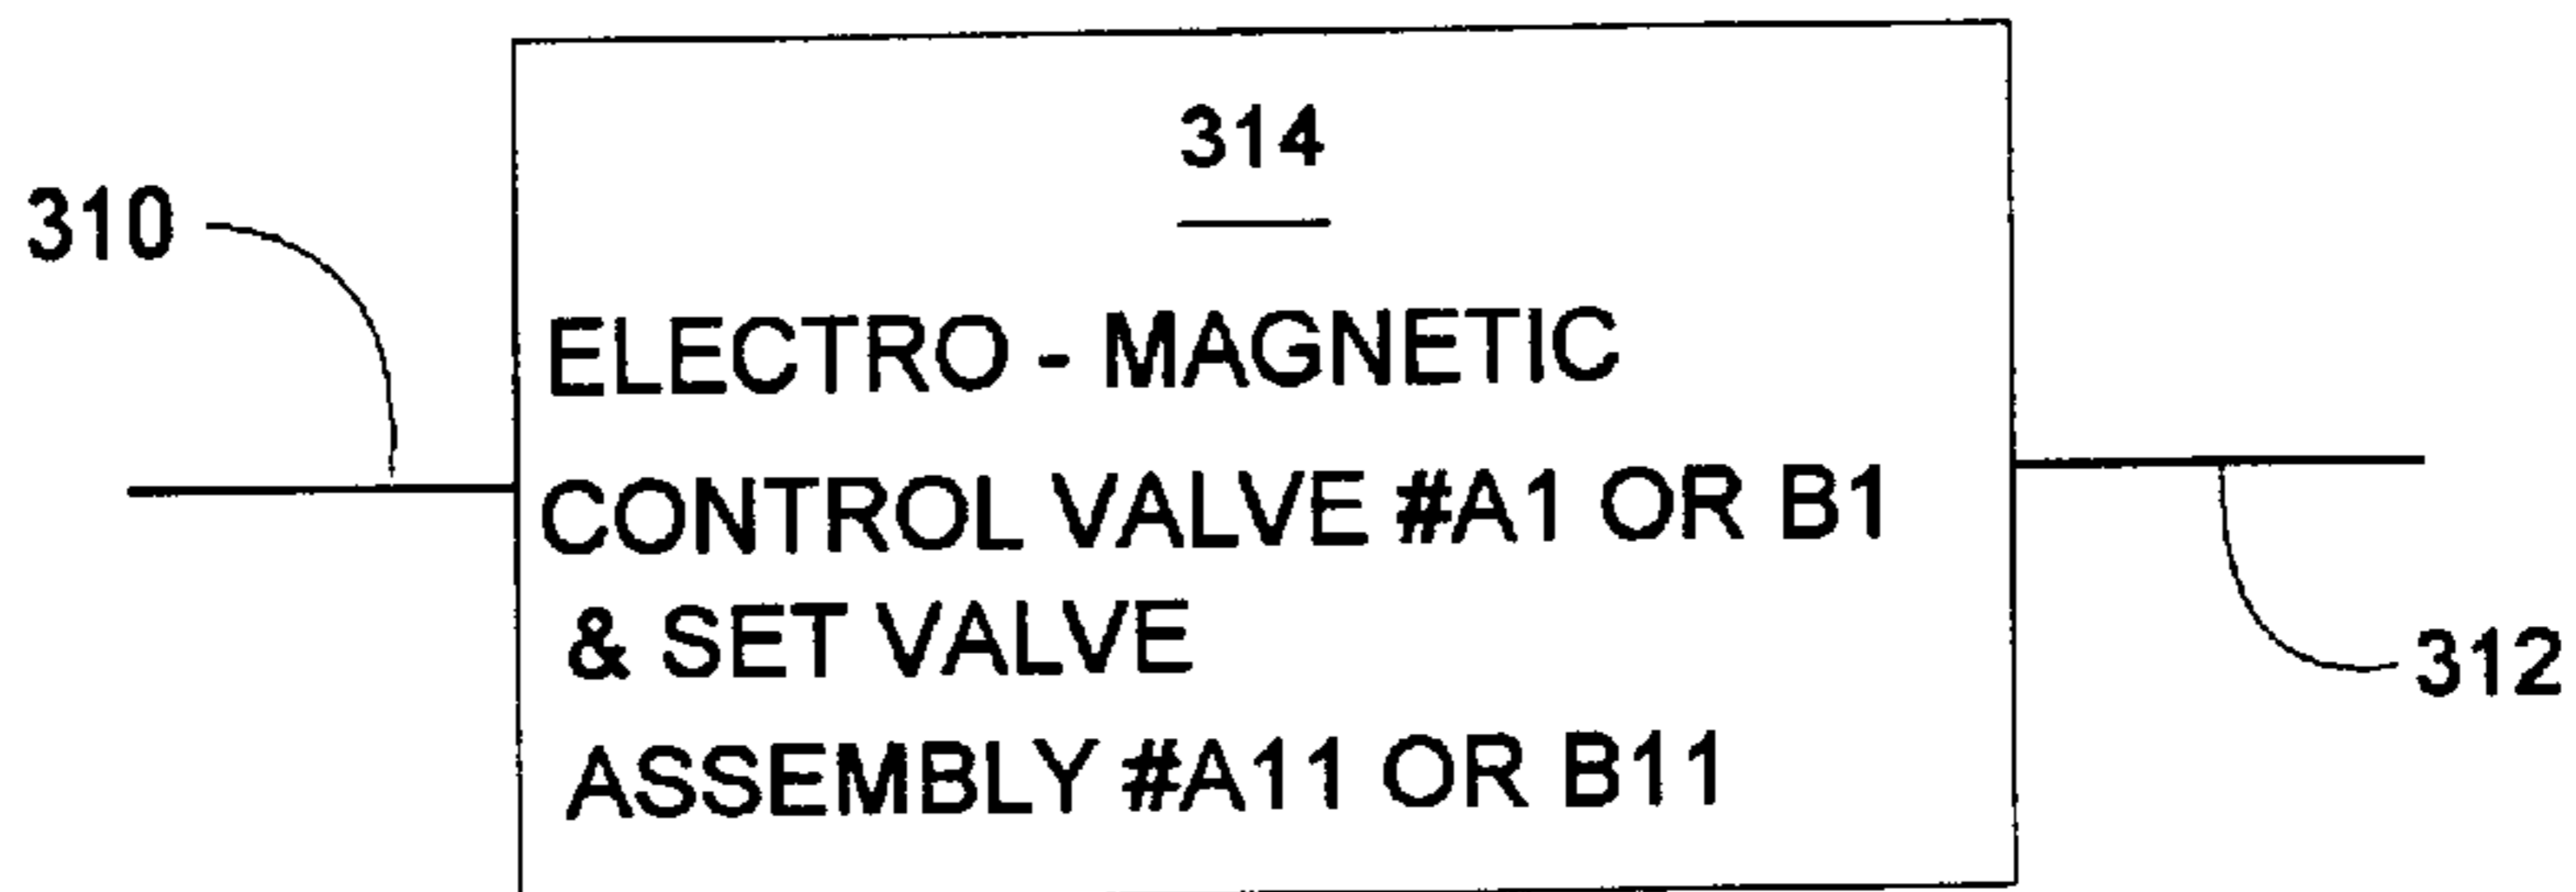 314
310
ELECTRO - MAGNETIC
CONTROL VALVE #A1 OR B1
& SET VALVE
ASSEMBLY #A11 OR B11
312